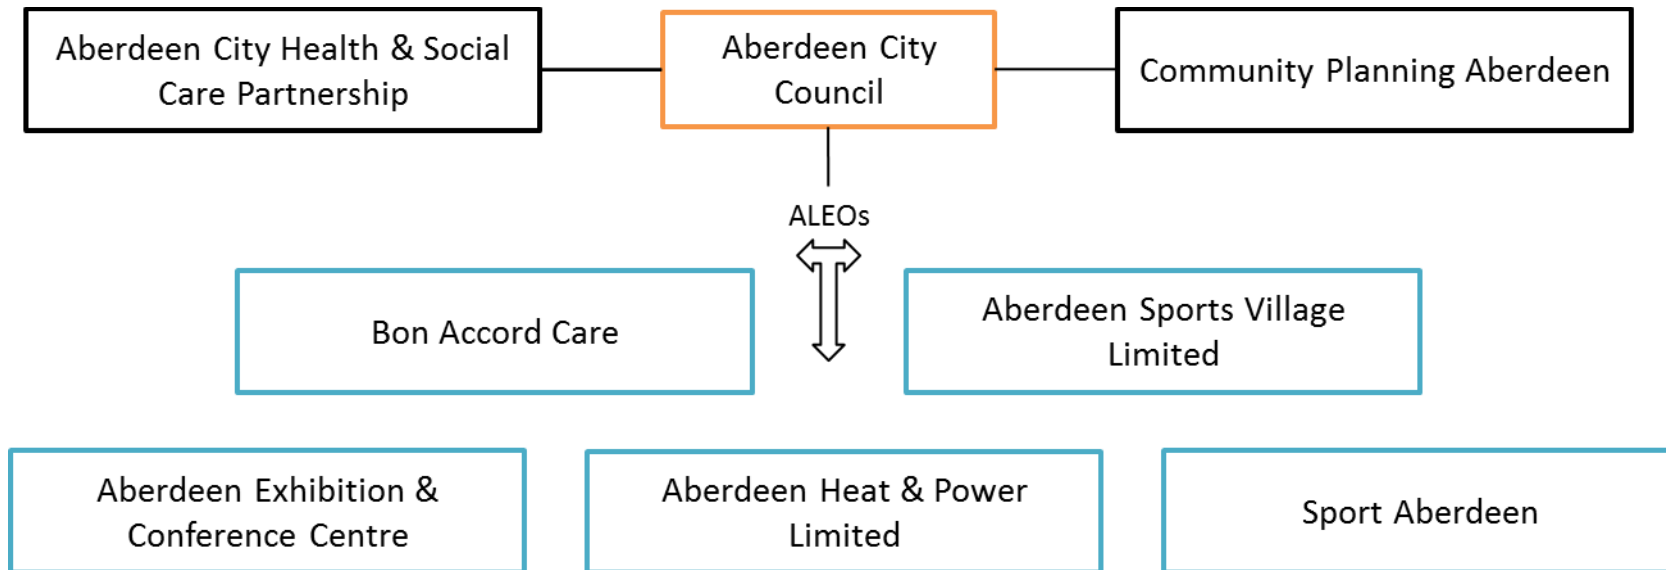 Aberdeen City Health & Social
Care Partnership
Aberdeen City
Council
Community Planning Aberdeen
ALEOs
Bon Accord Care
Aberdeen Sports Village
Limited
Aberdeen Exhibition &
Conference Centre
Aberdeen Heat & Power
Limited
Sport Aberdeen